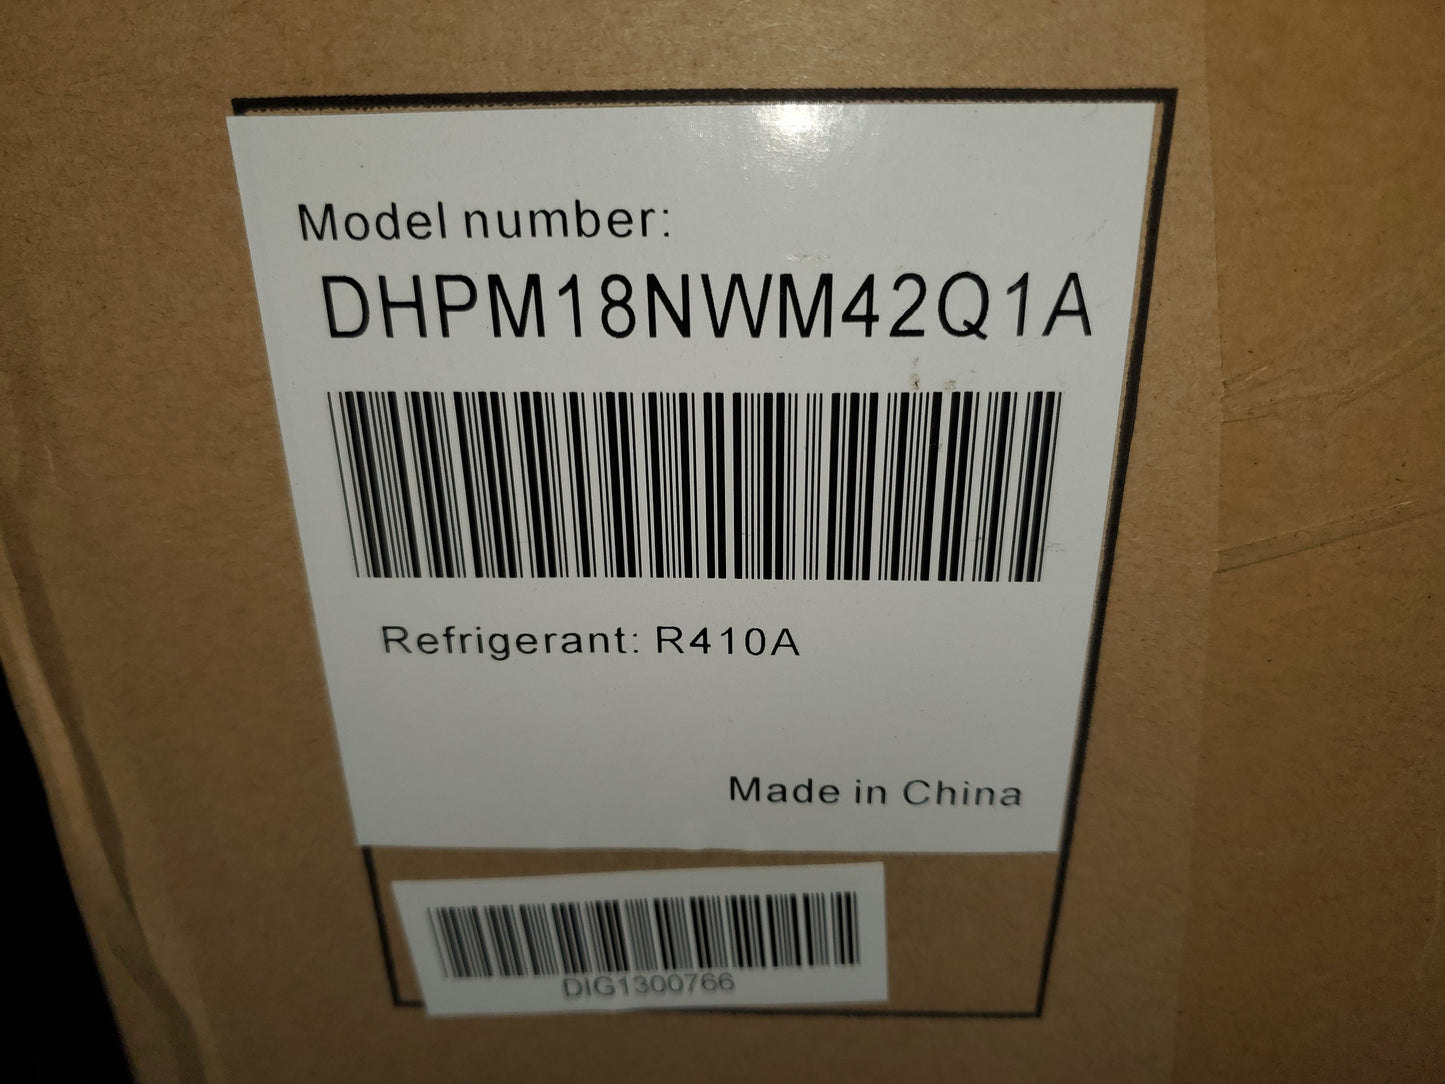 Model number:
DHPM18NWM42Q1A
Refrigerant: R410A
Made in China
DIG1300766